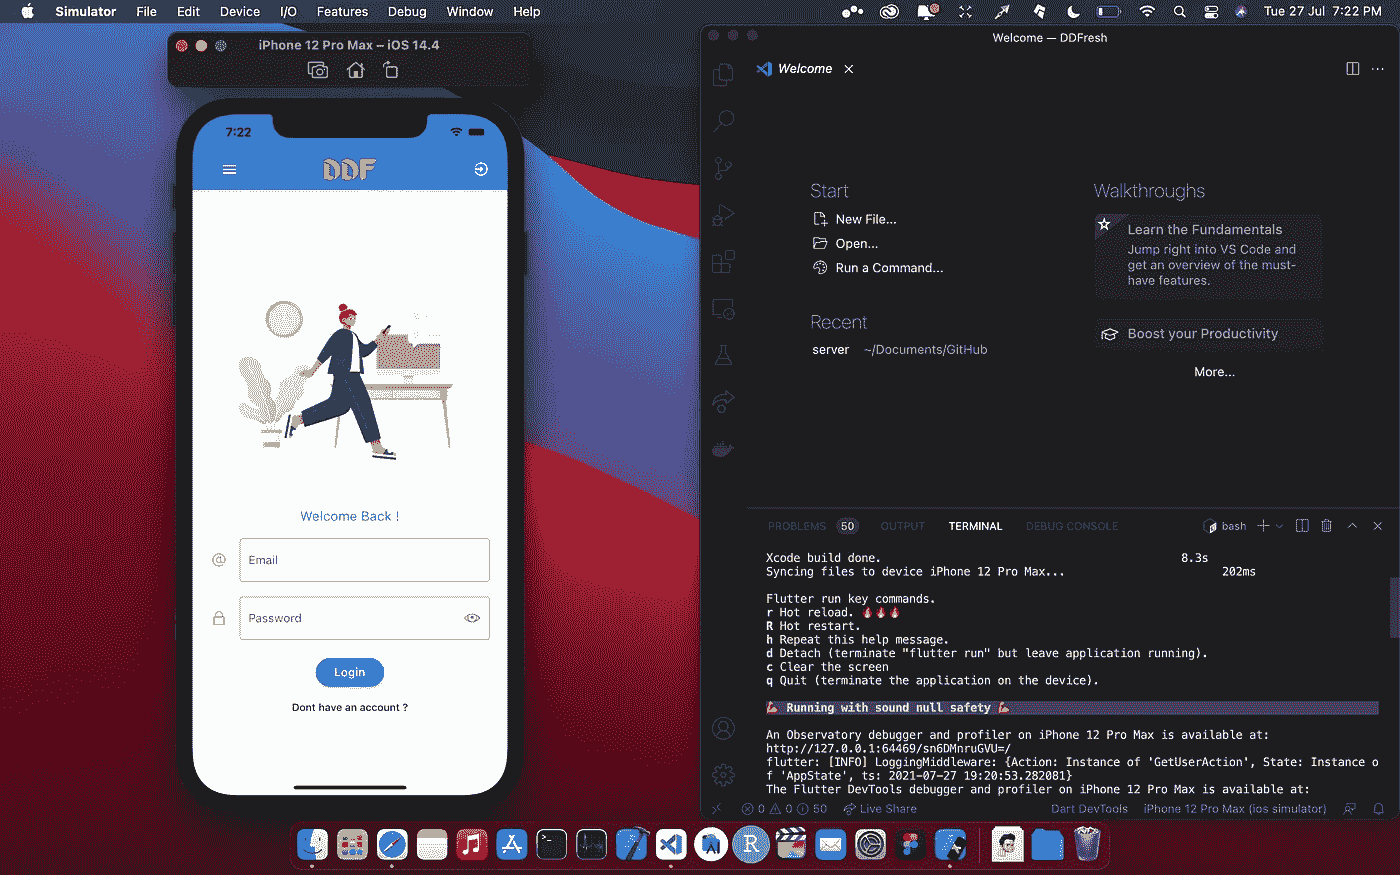 Simulator File Edit Device I/O Features Debug Window Help Tue 27 Jul 7:22 PM
iPhone 12 Pro Max – iOS 14.4
7:22
DDF
Welcome Back !
Email
Password
Login
Dont have an account ?
Welcome — DDFresh
Welcome
Start
New File...
Open...
Run a Command...
Recent
server ~/Documents/GitHub
Walkthroughs
Learn the Fundamentals
Jump right into VS Code and
get an overview of the must-
have features.
Boost your Productivity
More...
PROBLEMS 50 OUTPUT TERMINAL DEBUG CONSOLE bash
Xcode build done. 8.3s
Syncing files to device iPhone 12 Pro Max... 202ms
Flutter run key commands.
r Hot reload. 🔥🔥🔥
R Hot restart.
h Repeat this help message.
d Detach (terminate "flutter run" but leave application running).
c Clear the screen
q Quit (terminate the application on the device).
💪 Running with sound null safety 💪
An Observatory debugger and profiler on iPhone 12 Pro Max is available at:
http://127.0.0.1:64469/sn6DMnruGVU=/
flutter: [INFO] LoggingMiddleware: {Action: Instance of 'GetUserAction', State: Instance o
f 'AppState', ts: 2021-07-27 19:20:53.282081}
The Flutter DevTools debugger and profiler on iPhone 12 Pro Max is available at:
0 0 50 Live Share Dart DevTools iPhone 12 Pro Max (ios simulator)